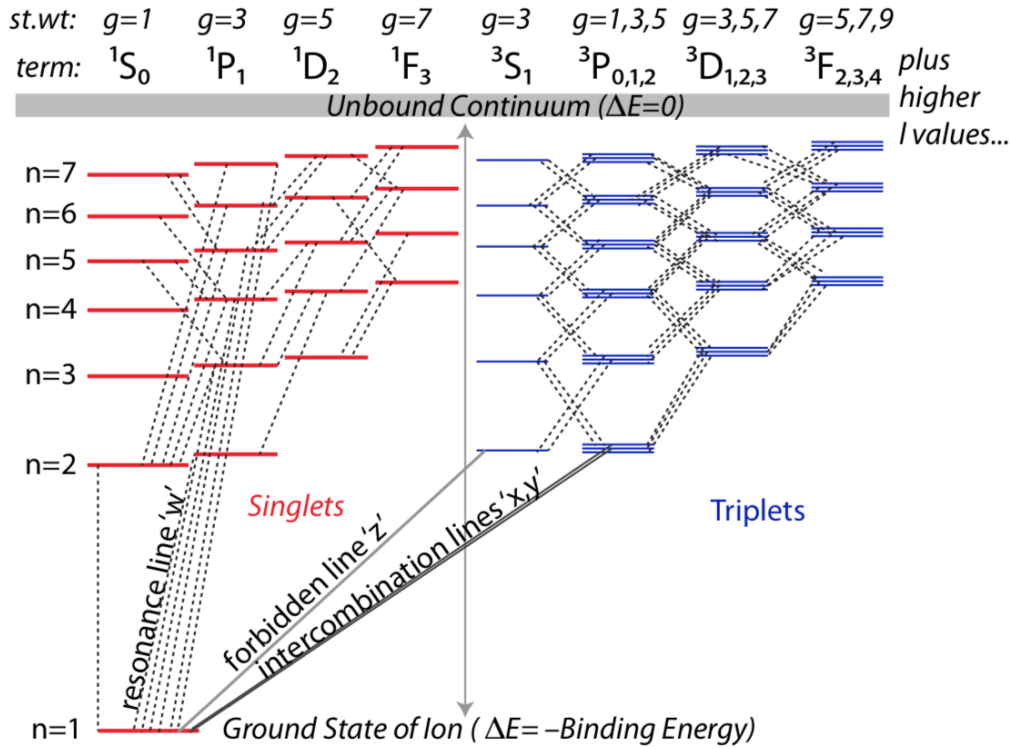 st.wt: g=1 g=3 g=5 g=7 g=3 g=1,3,5 g=3,5,7 g=5,7,9
term: ¹S₀ ¹P₁ ¹D₂ ¹F₃ ³S₁ ³P₀,₁,₂ ³D₁,₂,₃ ³F₂,₃,₄
plus
higher
l values...
Unbound Continuum (ΔE=0)
n=7
n=6
n=5
n=4
n=3
n=2
Singlets
Triplets
resonance line 'w'
forbidden line 'z'
intercombination lines 'x,y'
n=1
Ground State of Ion ( ΔE= –Binding Energy)